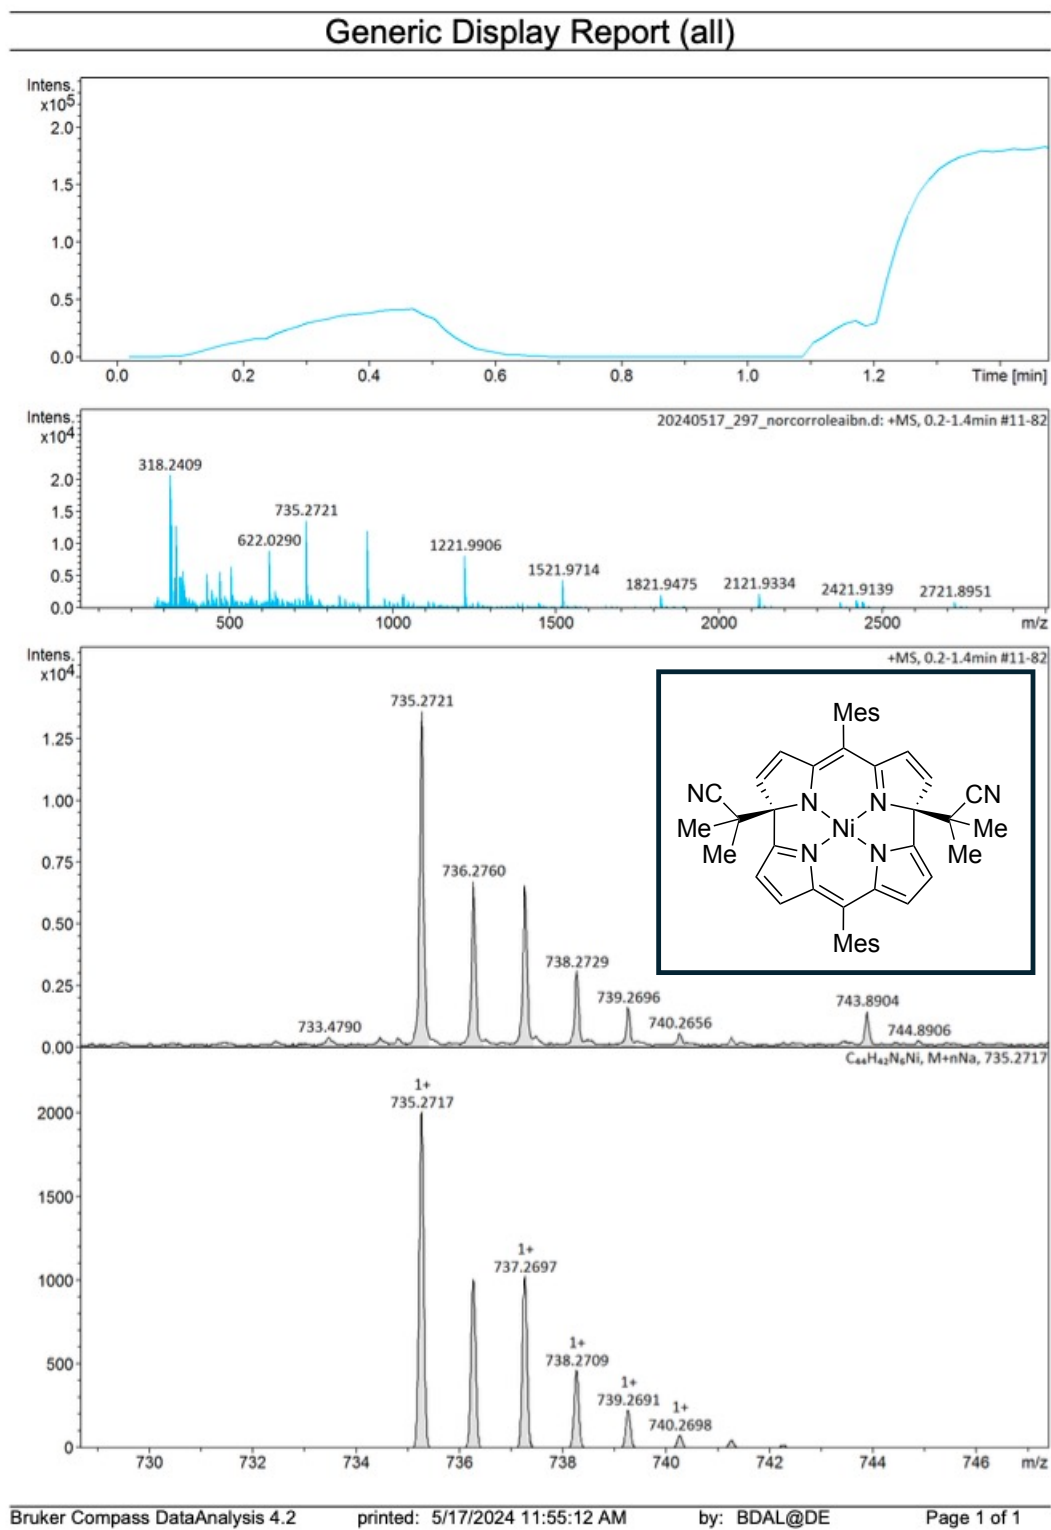 Generic Display Report (all)
Intens.
x10⁵
2.0
1.5
1.0
0.5
0.0
0.0 0.2 0.4 0.6 0.8 1.0 1.2 Time [min]
Intens.
x10⁴
20240517_297_norcorroleaibn.d: +MS, 0.2-1.4min #11-82
318.2409
2.0
735.2721
1.5
622.0290
1221.9906
1.0
1521.9714
0.5
1821.9475
2121.9334
2421.9139
2721.8951
0.0
500 1000 1500 2000 2500 m/z
Intens.
x10⁴
+MS, 0.2-1.4min #11-82
735.2721
1.25
1.00
0.75
736.2760
0.50
738.2729
0.25
739.2696
740.2656
733.4790
743.8904
744.8906
0.00
Mes
NC
CN
N
N
Me
Ni
Me
Me
N
N
Me
Mes
C₄₄H₄₂N₆Ni, M+nNa, 735.2717
1+
735.2717
2000
1500
1+
737.2697
1000
1+
738.2709
500
1+
739.2691
1+
740.2698
0
730 732 734 736 738 740 742 744 746 m/z
Bruker Compass DataAnalysis 4.2 printed: 5/17/2024 11:55:12 AM by: BDAL@DE Page 1 of 1